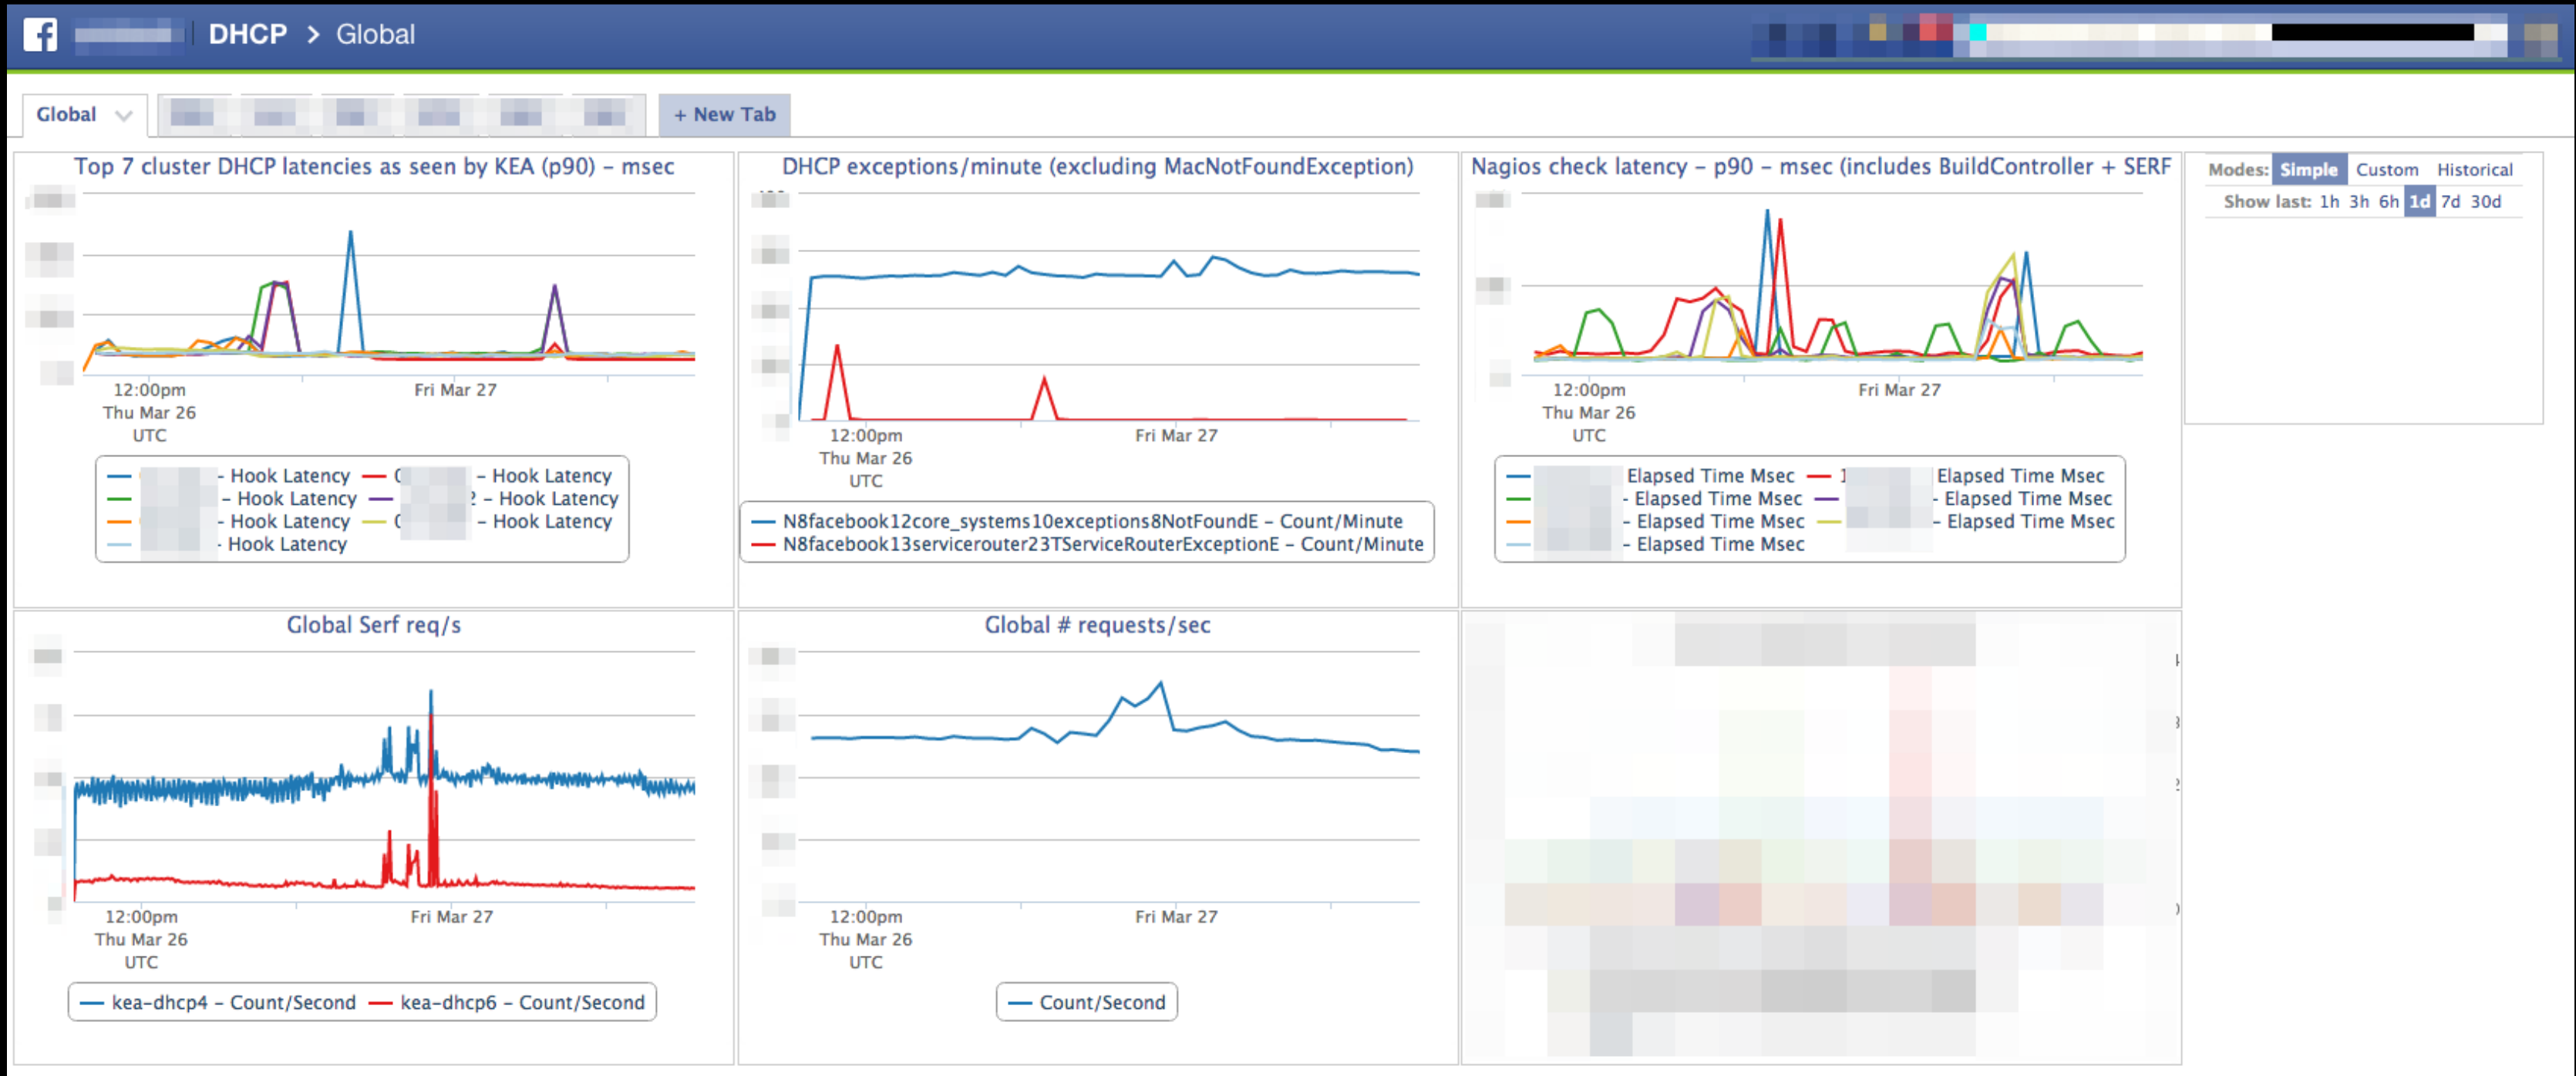 DHCP > Global
Global
+ New Tab
Top 7 cluster DHCP latencies as seen by KEA (p90) – msec
12:00pm
Thu Mar 26
UTC
Fri Mar 27
- Hook Latency
– Hook Latency
– Hook Latency
– Hook Latency
- Hook Latency
– Hook Latency
- Hook Latency
DHCP exceptions/minute (excluding MacNotFoundException)
12:00pm
Thu Mar 26
UTC
Fri Mar 27
N8facebook12core_systems10exceptions8NotFoundE – Count/Minute
N8facebook13servicerouter23TServiceRouterExceptionE – Count/Minute
Nagios check latency – p90 – msec (includes BuildController + SERF
12:00pm
Thu Mar 26
UTC
Fri Mar 27
Elapsed Time Msec
Elapsed Time Msec
- Elapsed Time Msec
- Elapsed Time Msec
– Elapsed Time Msec
– Elapsed Time Msec
– Elapsed Time Msec
Modes: Simple Custom Historical
Show last: 1h 3h 6h 1d 7d 30d
Global Serf req/s
12:00pm
Thu Mar 26
UTC
Fri Mar 27
kea-dhcp4 – Count/Second
kea-dhcp6 – Count/Second
Global # requests/sec
12:00pm
Thu Mar 26
UTC
Fri Mar 27
Count/Second